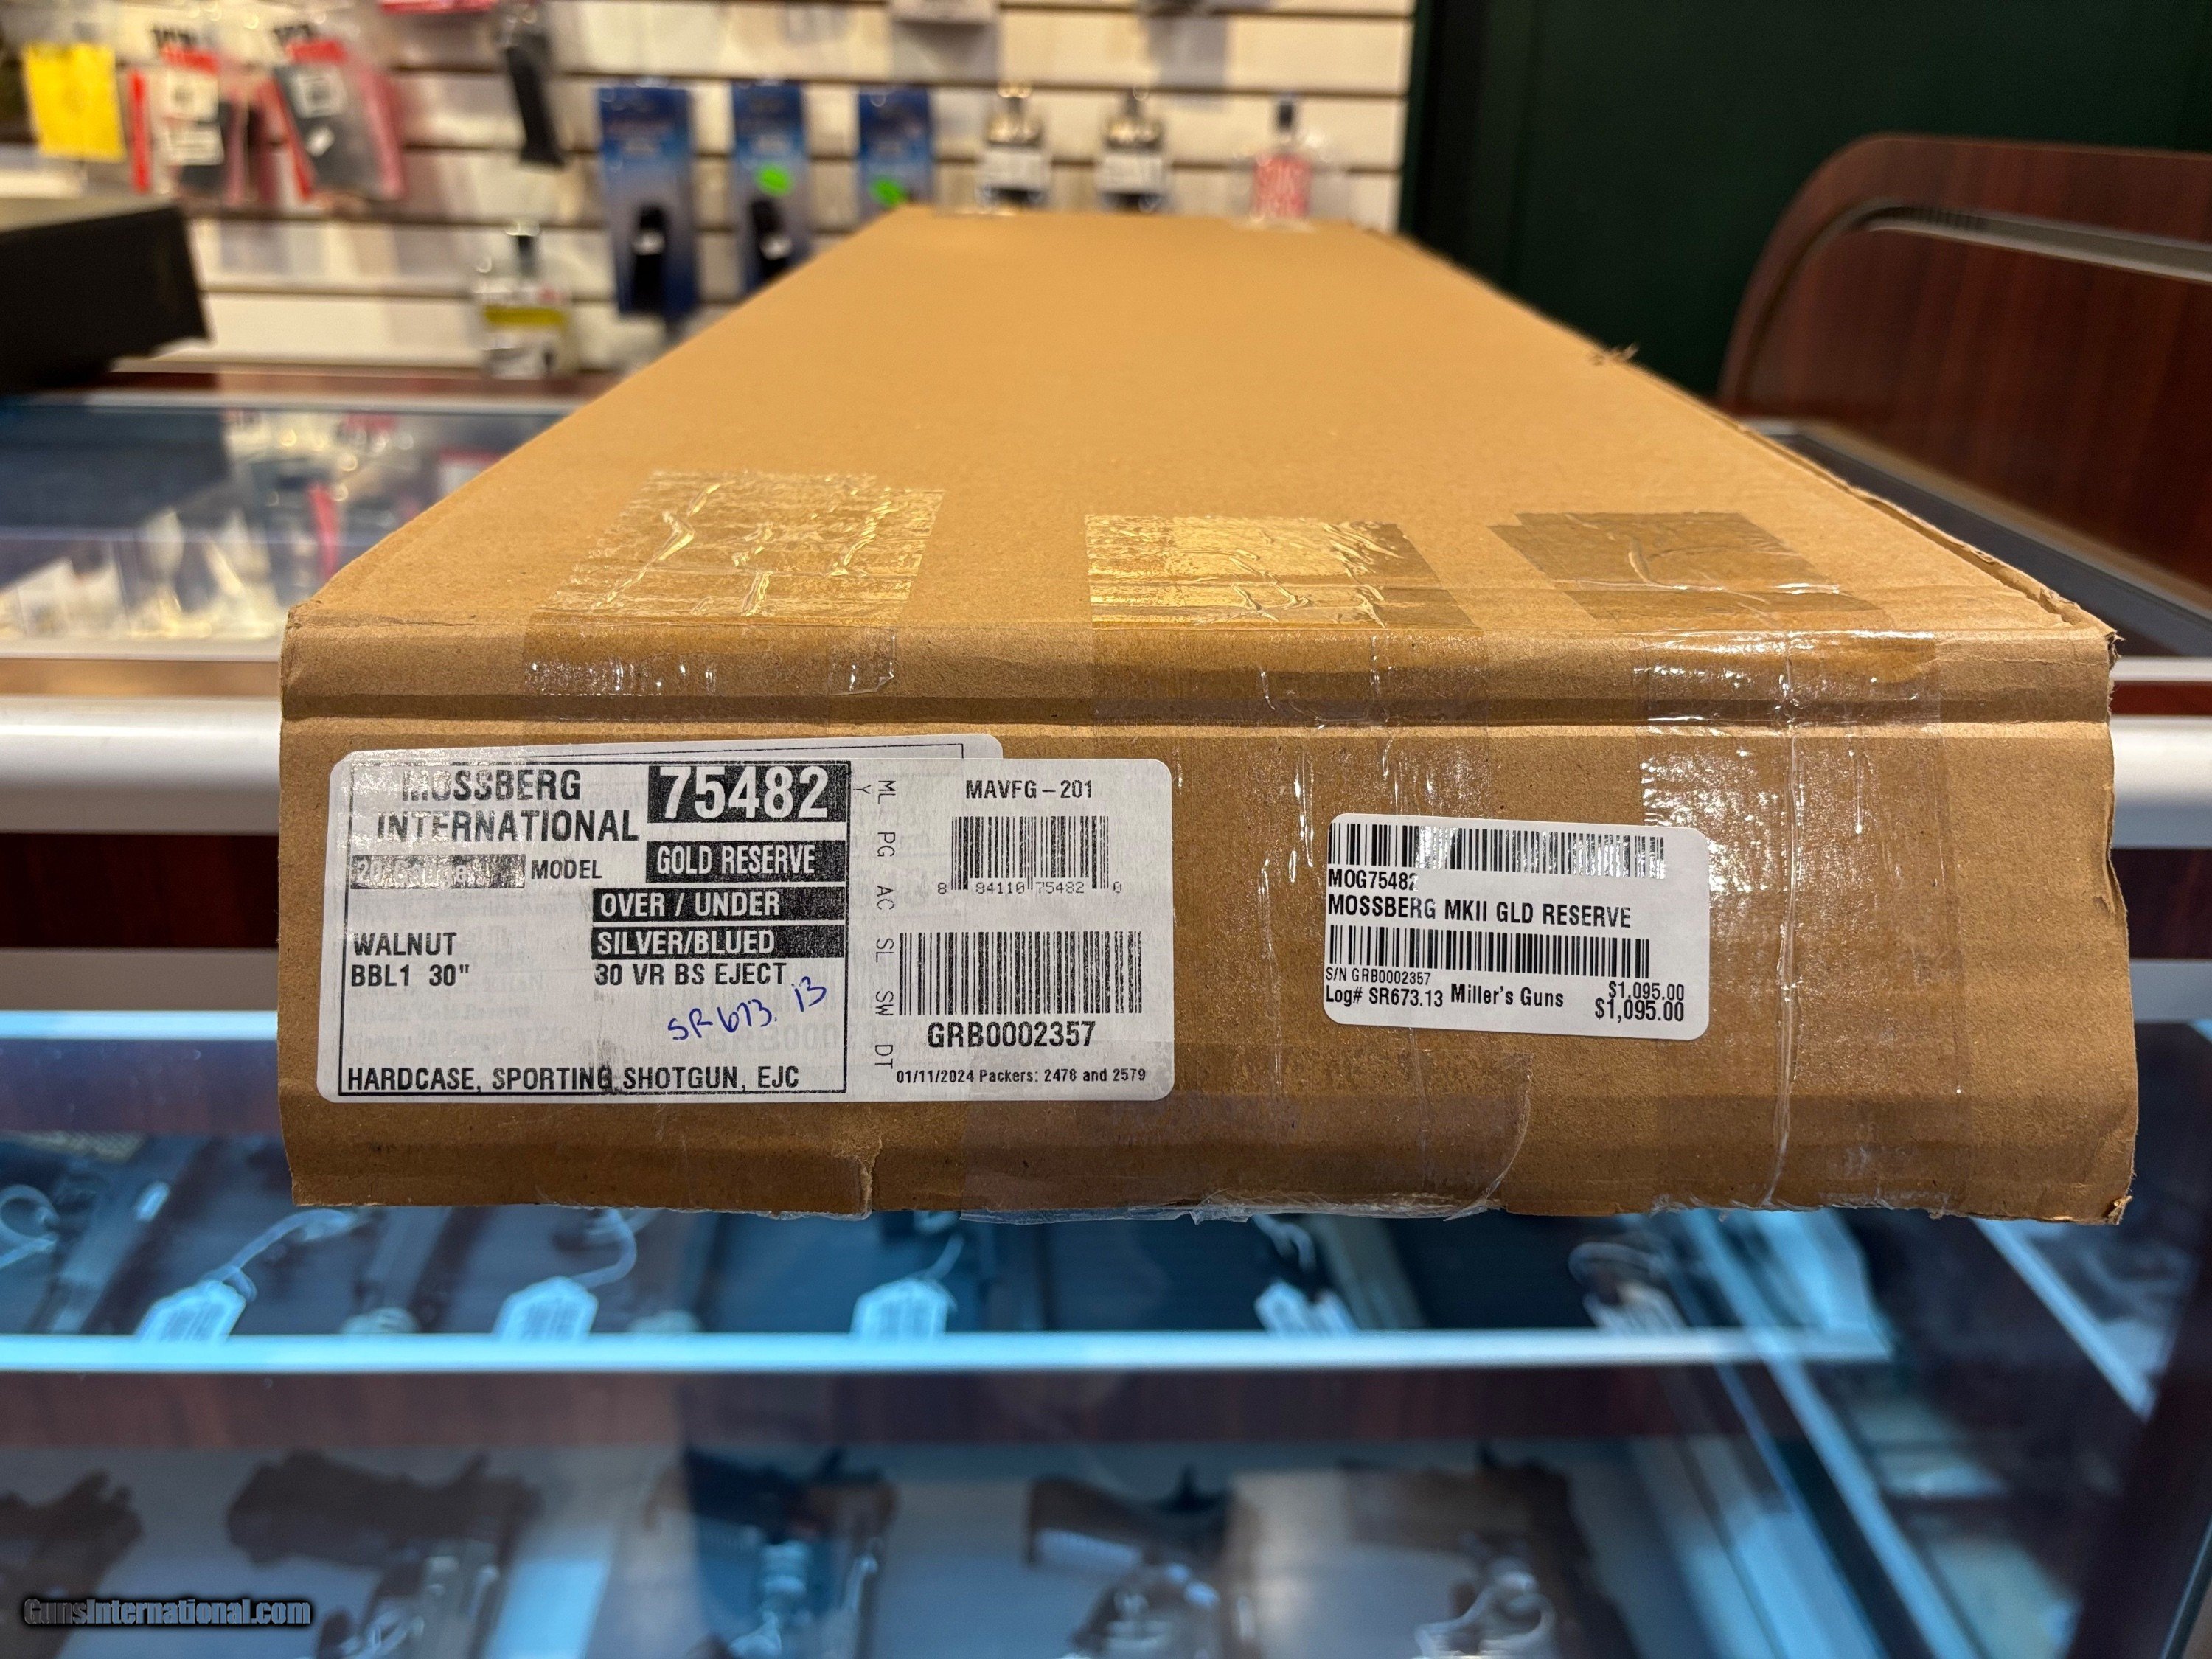 MOSSBERG
INTERNATIONAL
75482
20 Gauge
MODEL
GOLD RESERVE
OVER / UNDER
WALNUT
SILVER/BLUED
BBL1 30"
30 VR BS EJECT
SR673.13
HARDCASE, SPORTING SHOTGUN, EJC
ML PG AC SL SW DT
Y
MAVFG-201
8 84110 75482 0
GRB0002357
01/11/2024 Packers: 2478 and 2579
MOG75482
MOSSBERG MKII GLD RESERVE
S/N GRB0002357
$1,095.00
Log# SR673.13 Miller's Guns
$1,095.00
GunsInternational.com